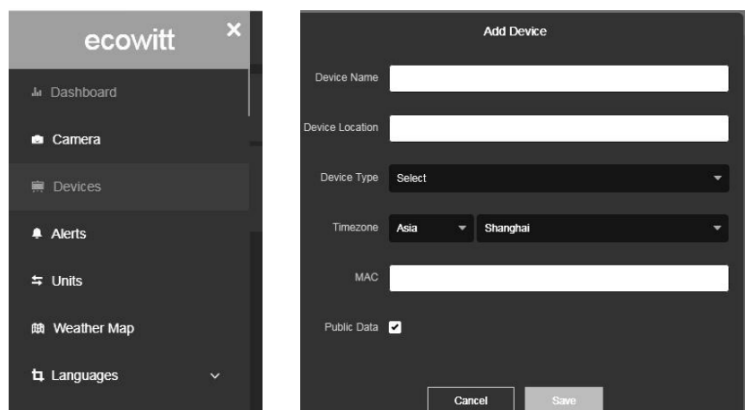 ecowitt
×
Dashboard
Camera
Devices
Alerts
Units
Weather Map
Languages
Add Device
Device Name
Device Location
Device Type Select
Timezone Asia Shanghai
MAC
Public Data
Cancel Save